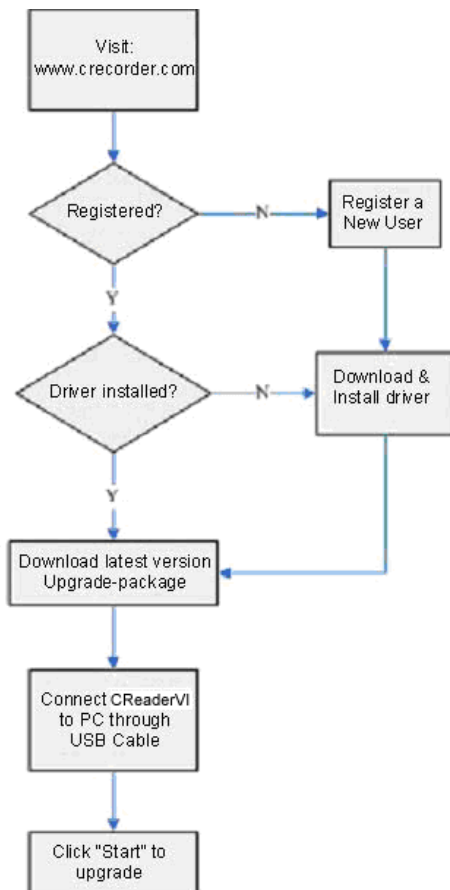 Visit:
www.crecorder.com
Registered?
N
Register a
New User
Y
Driver installed?
N
Download &
Install driver
Y
Download latest version
Upgrade-package
Connect CReaderVI
to PC through
USB Cable
Click "Start" to
upgrade